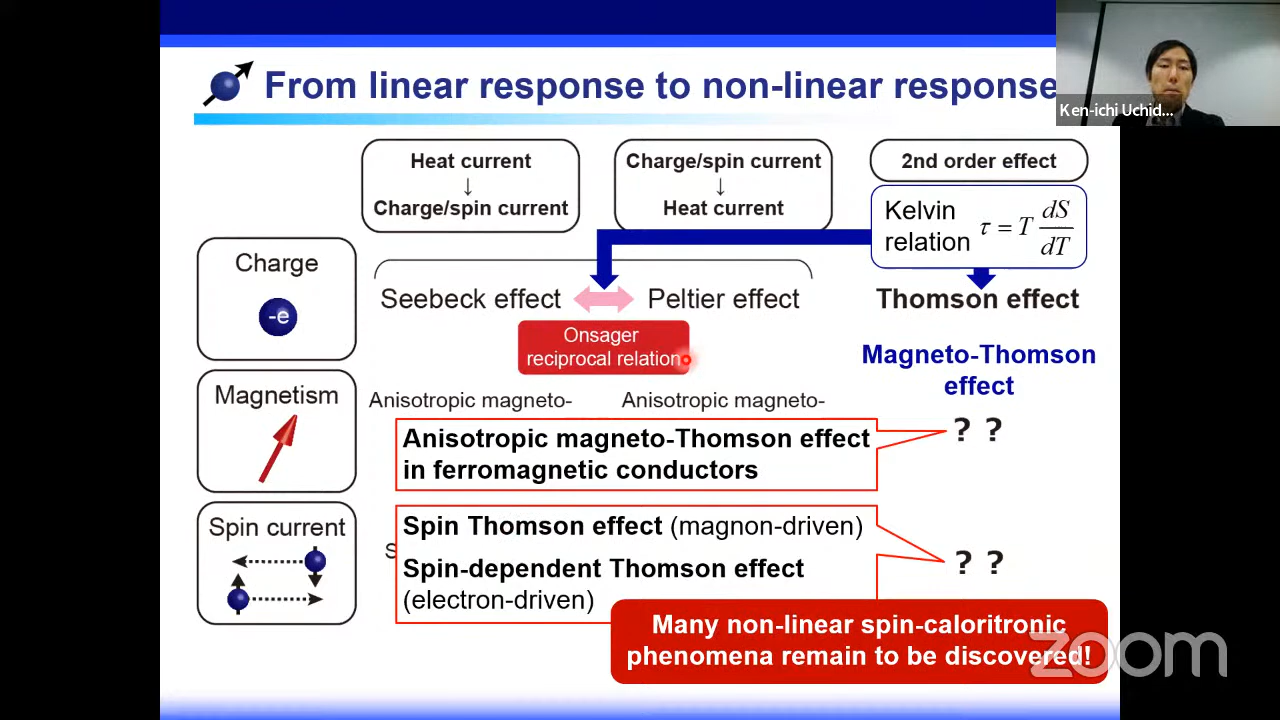 From linear response to non-linear response
Ken-ichi Uchid...
Heat current
↓
Charge/spin current
Charge/spin current
↓
Heat current
2nd order effect
Kelvin
relation
τ = T dS/dT
Charge
-e
Seebeck effect
Peltier effect
Thomson effect
Onsager
reciprocal relation
Magneto-Thomson
effect
Magnetism
Anisotropic magneto-
Anisotropic magneto-
Anisotropic magneto-Thomson effect
in ferromagnetic conductors
? ?
Spin current
Spin Thomson effect (magnon-driven)
Spin-dependent Thomson effect
(electron-driven)
? ?
Many non-linear spin-caloritronic
phenomena remain to be discovered!
zoom